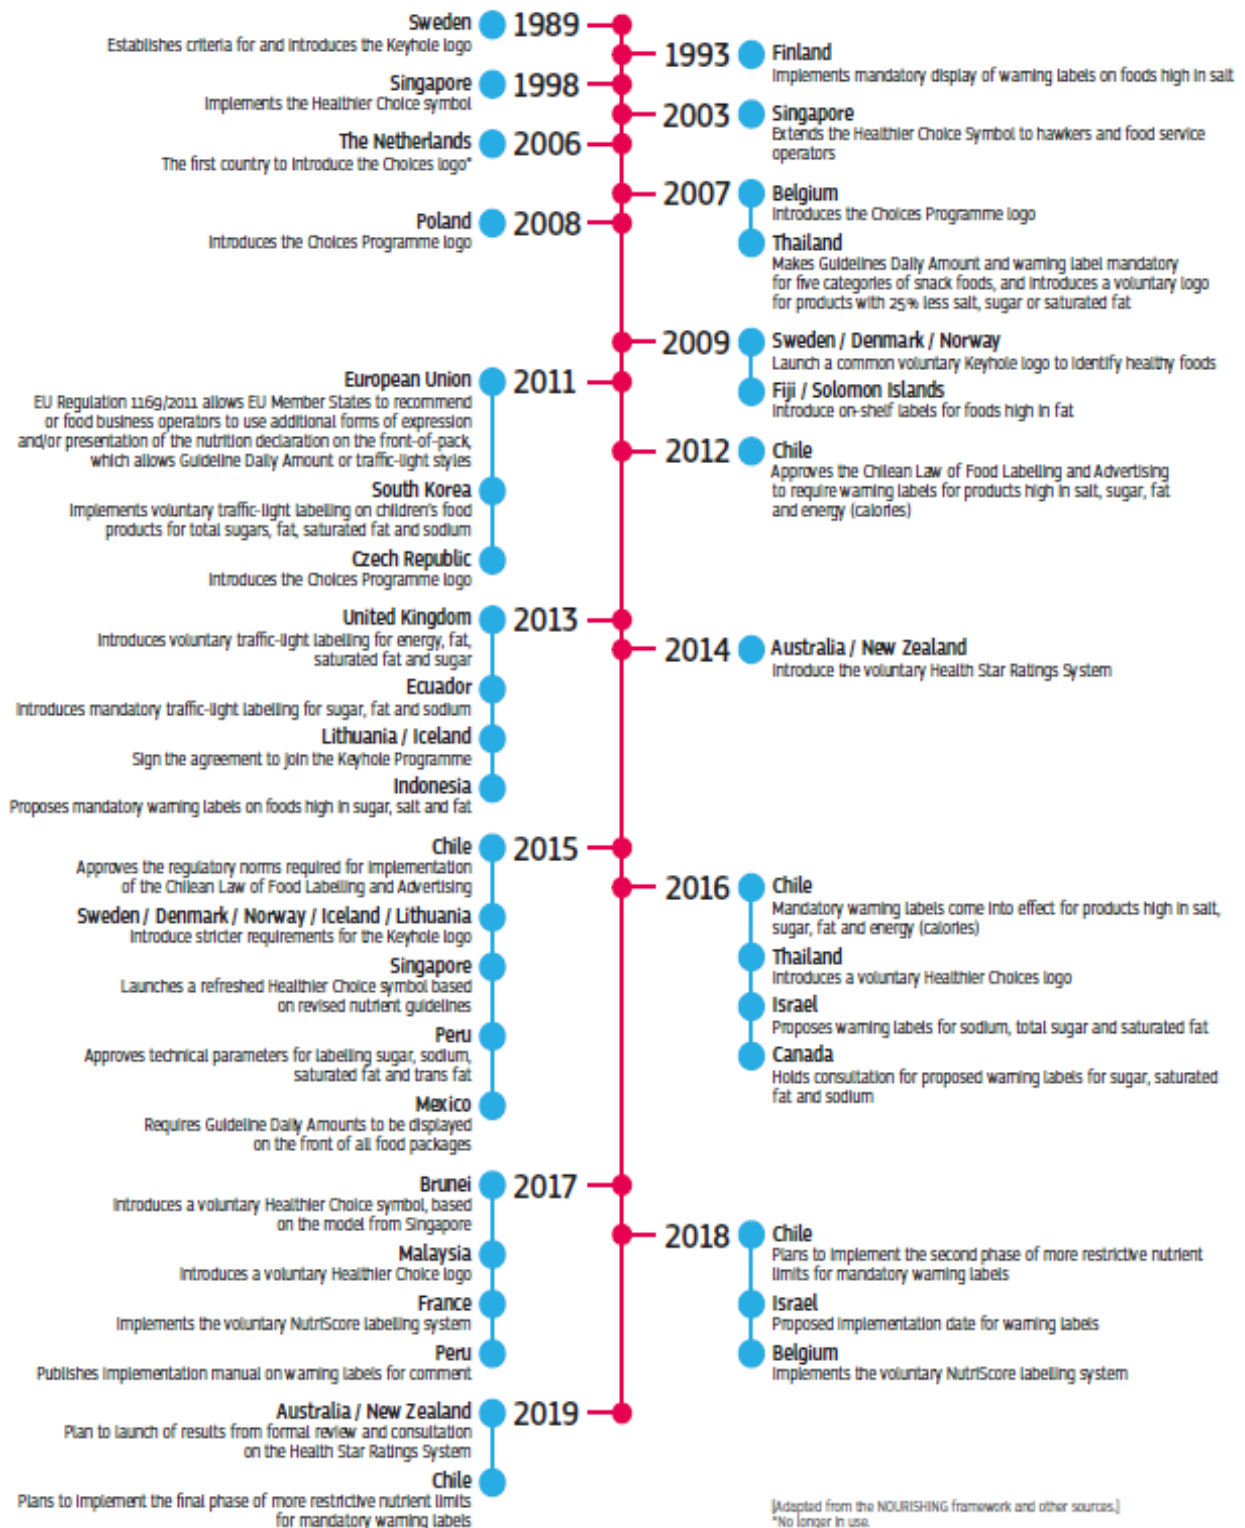 Sweden
1989
Establishes criteria for and introduces the Keyhole logo
1993
Finland
Implements mandatory display of warning labels on foods high in salt
Singapore
1998
Implements the Healthier Choice symbol
2003
Singapore
Extends the Healthier Choice Symbol to hawkers and food service
operators
The Netherlands
2006
The first country to introduce the Choices logo*
2007
Belgium
Introduces the Choices Programme logo
Thailand
Makes Guidelines Daily Amount and warning label mandatory
for five categories of snack foods, and introduces a voluntary logo
for products with 25% less salt, sugar or saturated fat
Poland
2008
Introduces the Choices Programme logo
2009
Sweden / Denmark / Norway
Launch a common voluntary Keyhole logo to identify healthy foods
Fiji / Solomon Islands
Introduce on-shelf labels for foods high in fat
European Union
2011
EU Regulation 1169/2011 allows EU Member States to recommend
or food business operators to use additional forms of expression
and/or presentation of the nutrition declaration on the front-of-pack,
which allows Guideline Daily Amount or traffic-light styles
South Korea
Implements voluntary traffic-light labelling on children's food
products for total sugars, fat, saturated fat and sodium
Czech Republic
Introduces the Choices Programme logo
2012
Chile
Approves the Chilean Law of Food Labelling and Advertising
to require warning labels for products high in salt, sugar, fat
and energy (calories)
United Kingdom
2013
Introduces voluntary traffic-light labelling for energy, fat,
saturated fat and sugar
Ecuador
Introduces mandatory traffic-light labelling for sugar, fat and sodium
Lithuania / Iceland
Sign the agreement to join the Keyhole Programme
Indonesia
Proposes mandatory warning labels on foods high in sugar, salt and fat
2014
Australia / New Zealand
Introduce the voluntary Health Star Ratings System
Chile
2015
Approves the regulatory norms required for implementation
of the Chilean Law of Food Labelling and Advertising
Sweden / Denmark / Norway / Iceland / Lithuania
Introduce stricter requirements for the Keyhole logo
Singapore
Launches a refreshed Healthier Choice symbol based
on revised nutrient guidelines
Peru
Approves technical parameters for labelling sugar, sodium,
saturated fat and trans fat
Mexico
Requires Guideline Daily Amounts to be displayed
on the front of all food packages
2016
Chile
Mandatory warning labels come into effect for products high in salt,
sugar, fat and energy (calories)
Thailand
Introduces a voluntary Healthier Choices logo
Israel
Proposes warning labels for sodium, total sugar and saturated fat
Canada
Holds consultation for proposed warning labels for sugar, saturated
fat and sodium
Brunei
2017
Introduces a voluntary Healthier Choice symbol, based
on the model from Singapore
Malaysia
Introduces a voluntary Healthier Choice logo
France
Implements the voluntary NutriScore labelling system
Peru
Publishes implementation manual on warning labels for comment
2018
Chile
Plans to implement the second phase of more restrictive nutrient
limits for mandatory warning labels
Israel
Proposed implementation date for warning labels
Belgium
Implements the voluntary NutriScore labelling system
Australia / New Zealand
2019
Plan to launch of results from formal review and consultation
on the Health Star Ratings System
Chile
Plans to implement the final phase of more restrictive nutrient limits
for mandatory warning labels
[Adapted from the NOURISHING framework and other sources.]
*No longer in use.